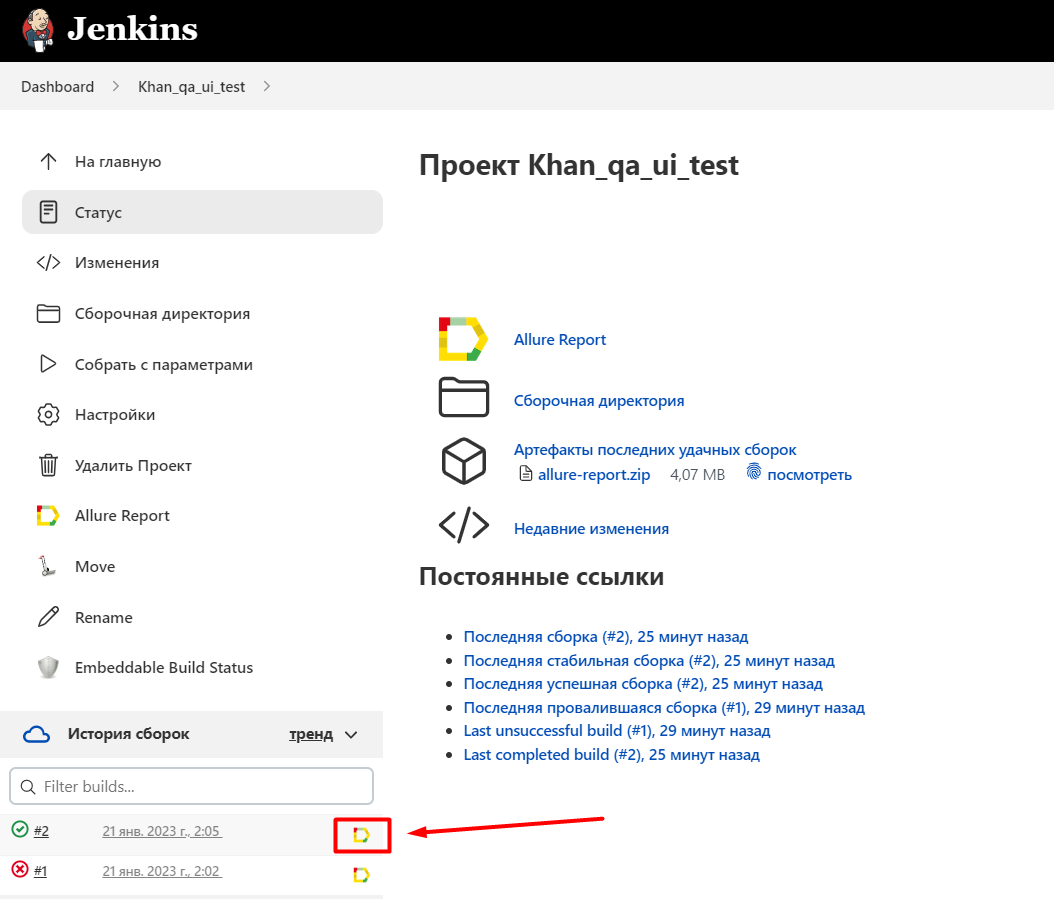 Jenkins
Dashboard
Khan_qa_ui_test
На главную
Статус
Изменения
Сборочная директория
Собрать с параметрами
Настройки
Удалить Проект
Allure Report
Move
Rename
Embeddable Build Status
История сборок тренд
Filter builds...
#2 21 янв. 2023 г., 2:05
#1 21 янв. 2023 г., 2:02
Проект Khan_qa_ui_test
Allure Report
Сборочная директория
Артефакты последних удачных сборок
allure-report.zip 4,07 MB посмотреть
Недавние изменения
Постоянные ссылки
Последняя сборка (#2), 25 минут назад
Последняя стабильная сборка (#2), 25 минут назад
Последняя успешная сборка (#2), 25 минут назад
Последняя провалившаяся сборка (#1), 29 минут назад
Last unsuccessful build (#1), 29 минут назад
Last completed build (#2), 25 минут назад